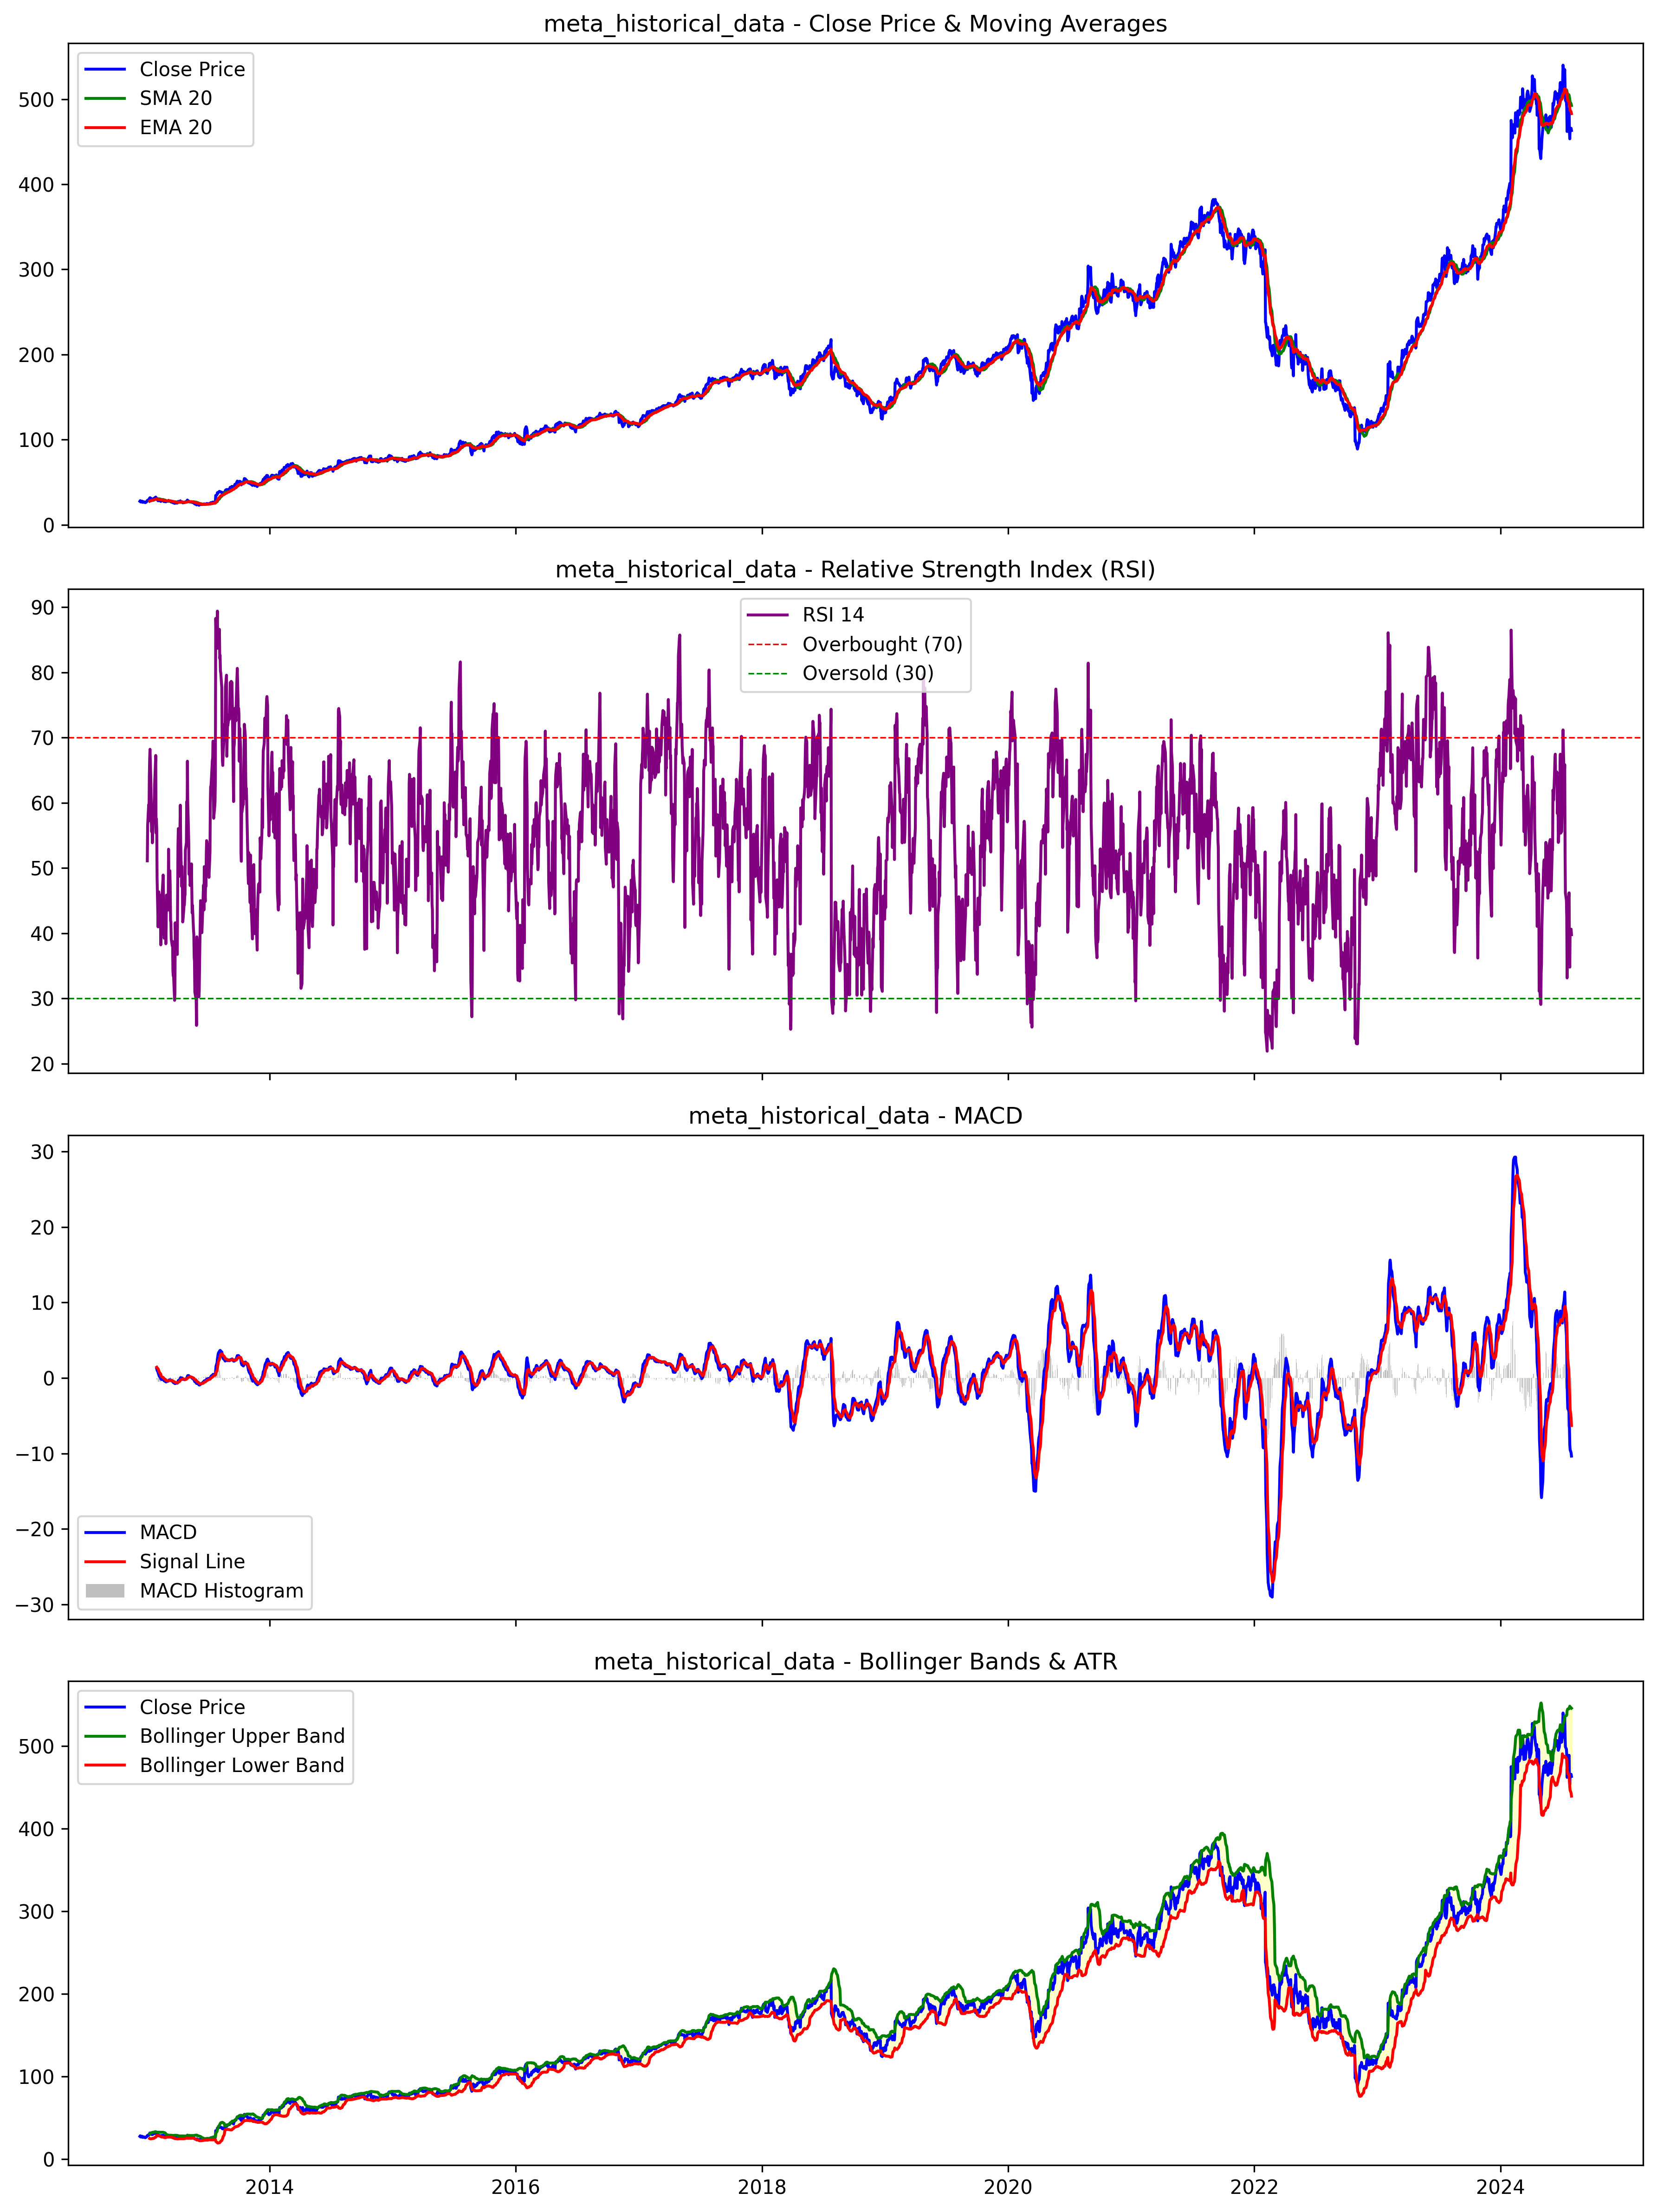 meta_historical_data - Close Price & Moving Averages
Close Price
SMA 20
EMA 20
500
400
300
200
100
0
meta_historical_data - Relative Strength Index (RSI)
RSI 14
Overbought (70)
Oversold (30)
90
80
70
60
50
40
30
20
meta_historical_data - MACD
30
20
10
0
−10
−20
−30
MACD
Signal Line
MACD Histogram
meta_historical_data - Bollinger Bands & ATR
Close Price
Bollinger Upper Band
Bollinger Lower Band
500
400
300
200
100
0
2014 2016 2018 2020 2022 2024